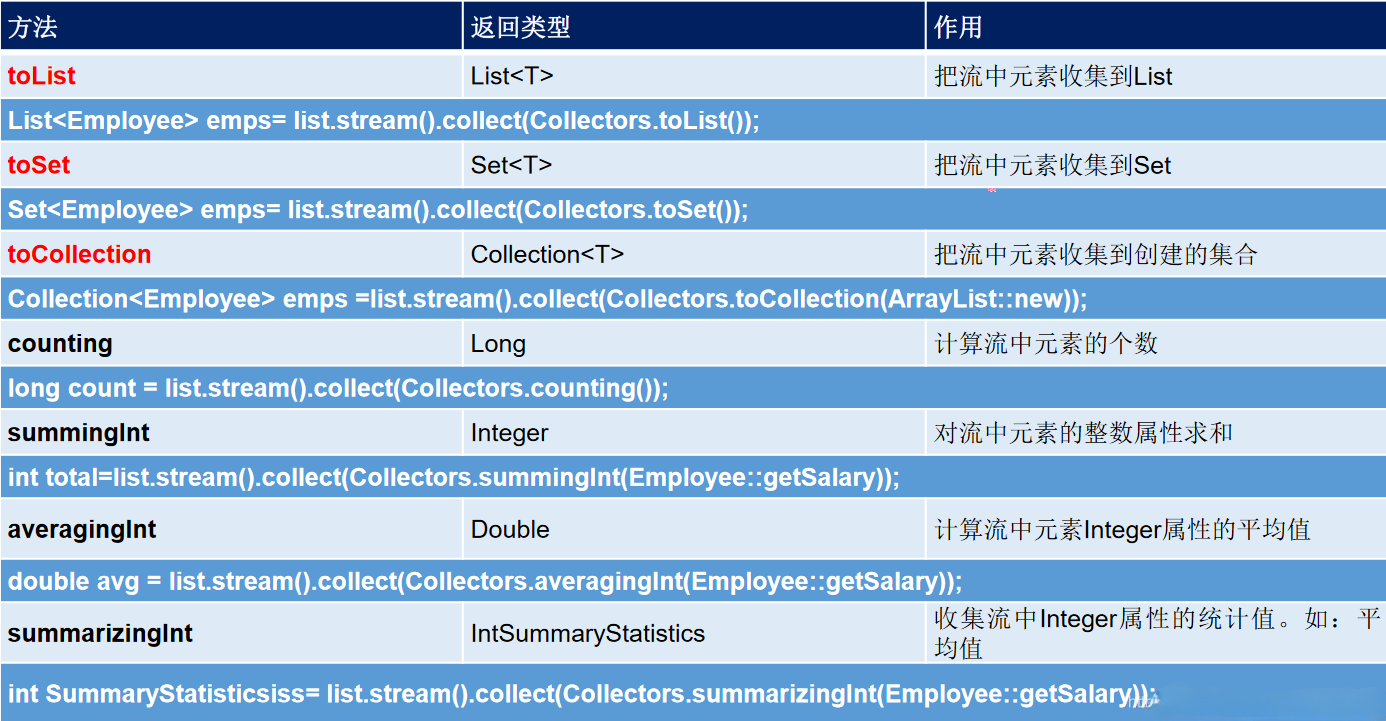 方法 返回类型 作用
toList List<T> 把流中元素收集到List
List<Employee> emps= list.stream().collect(Collectors.toList());
toSet Set<T> 把流中元素收集到Set
Set<Employee> emps= list.stream().collect(Collectors.toSet());
toCollection Collection<T> 把流中元素收集到创建的集合
Collection<Employee> emps =list.stream().collect(Collectors.toCollection(ArrayList::new));
counting Long 计算流中元素的个数
long count = list.stream().collect(Collectors.counting());
summingInt Integer 对流中元素的整数属性求和
int total=list.stream().collect(Collectors.summingInt(Employee::getSalary));
averagingInt Double 计算流中元素Integer属性的平均值
double avg = list.stream().collect(Collectors.averagingInt(Employee::getSalary));
summarizingInt IntSummaryStatistics 收集流中Integer属性的统计值。如：平
均值
int SummaryStatisticsiss= list.stream().collect(Collectors.summarizingInt(Employee::getSalary));